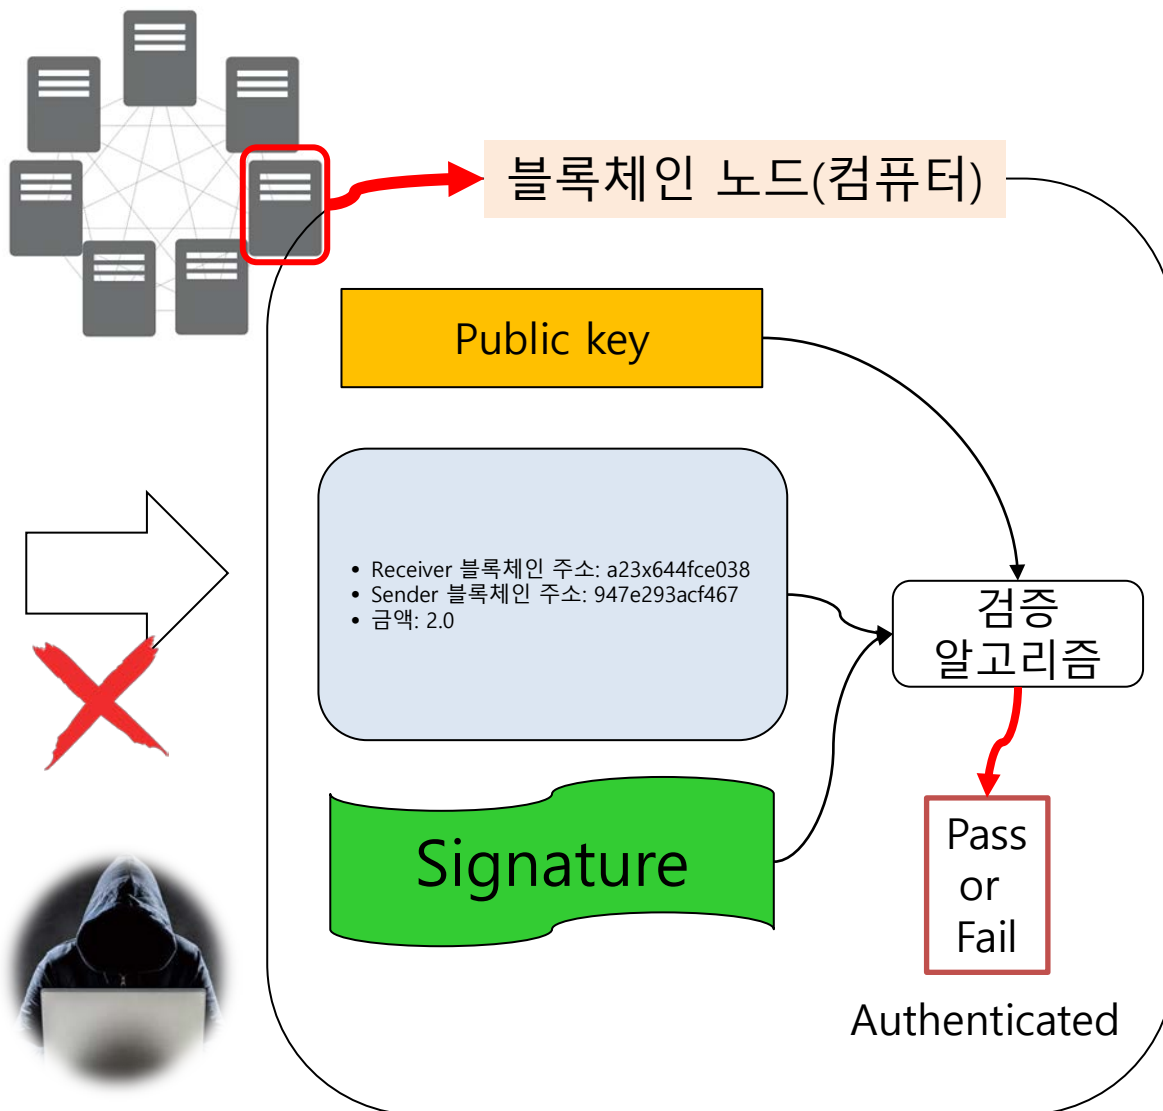 블록체인 노드(컴퓨터)
Public key
• Receiver 블록체인 주소: a23x644fce038
• Sender 블록체인 주소: 947e293acf467
• 금액: 2.0
검증
알고리즘
Signature
Pass
or
Fail
Authenticated